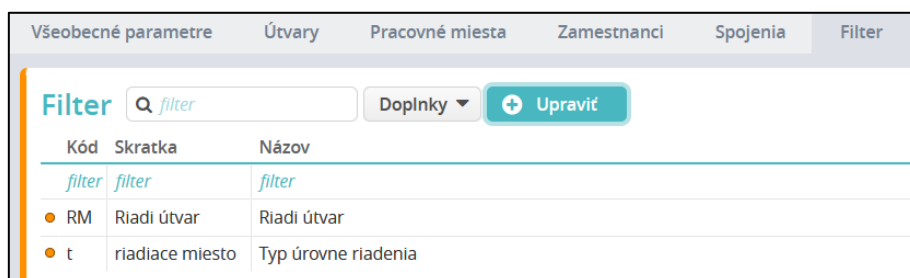 Všeobecné parametre Útvary Pracovné miesta Zamestnanci Spojenia Filter
Filter filter Doplnky Upraviť
Kód Skratka Názov
filter filter filter
RM Riadi útvar Riadi útvar
t riadiace miesto Typ úrovne riadenia